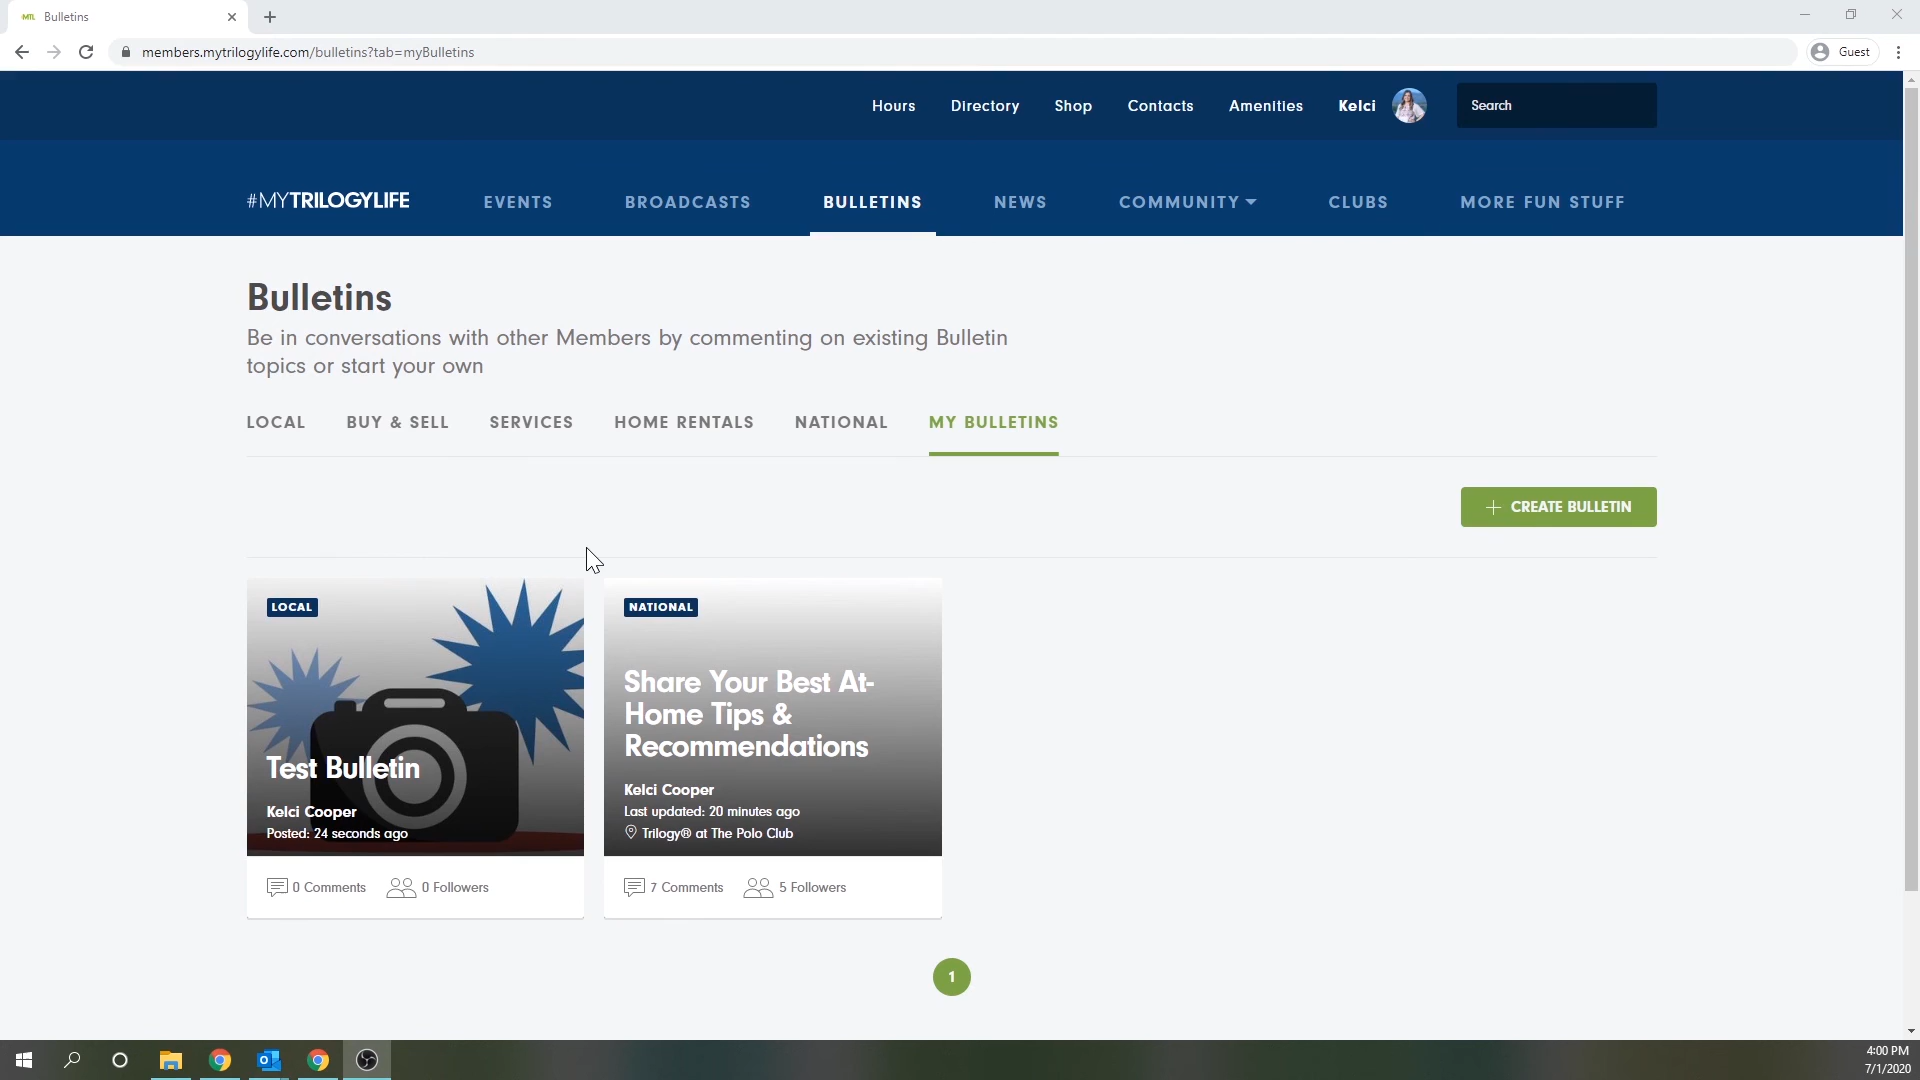 Bulletins
members.mytrilogylife.com/bulletins?tab=myBulletins
Guest
Hours Directory Shop Contacts Amenities Kelci Search
#MYTRILOGYLIFE EVENTS BROADCASTS BULLETINS NEWS COMMUNITY CLUBS MORE FUN STUFF
Bulletins
Be in conversations with other Members by commenting on existing Bulletin
topics or start your own
LOCAL BUY & SELL SERVICES HOME RENTALS NATIONAL MY BULLETINS
CREATE BULLETIN
LOCAL
Test Bulletin
Kelci Cooper
Posted: 24 seconds ago
0 Comments 0 Followers
NATIONAL
Share Your Best At-
Home Tips &
Recommendations
Kelci Cooper
Last updated: 20 minutes ago
Trilogy® at The Polo Club
7 Comments 5 Followers
1
4:00 PM
7/1/2020